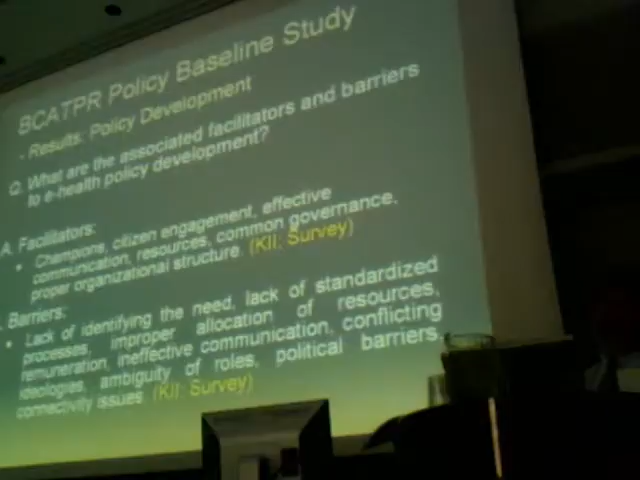 BCATPR Policy Baseline Study
- Results: Policy Development
Q. What are the associated facilitators and barriers
to e-health policy development?
A. Facilitators:
• Champions, citizen engagement, effective
communication, resources, common governance,
proper organizational structure (KII; Survey)
. Barriers:
• Lack of identifying the need, lack of standardized
processes, improper allocation of resources,
remuneration, ineffective communication, conflicting
ideologies, ambiguity of roles, political barriers,
connectivity issues (KII; Survey)